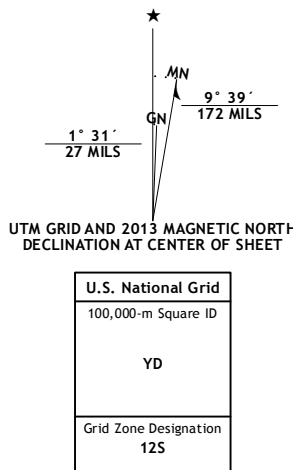 MN
GN
9° 39´
172 MILS
1° 31´
27 MILS
UTM GRID AND 2013 MAGNETIC NORTH
DECLINATION AT CENTER OF SHEET
U.S. National Grid
100,000-m Square ID
YD
Grid Zone Designation
12S